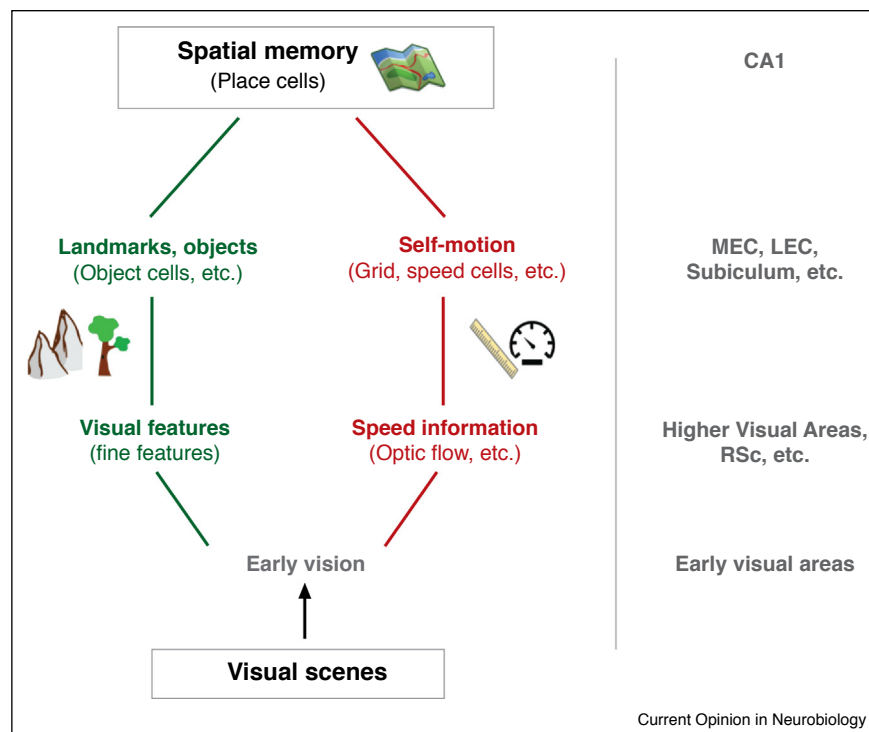 Spatial memory
(Place cells)
CA1
Landmarks, objects
(Object cells, etc.)
Self-motion
(Grid, speed cells, etc.)
MEC, LEC,
Subiculum, etc.
Visual features
(fine features)
Speed information
(Optic flow, etc.)
Higher Visual Areas,
RSc, etc.
Early vision
Early visual areas
Visual scenes
Current Opinion in Neurobiology